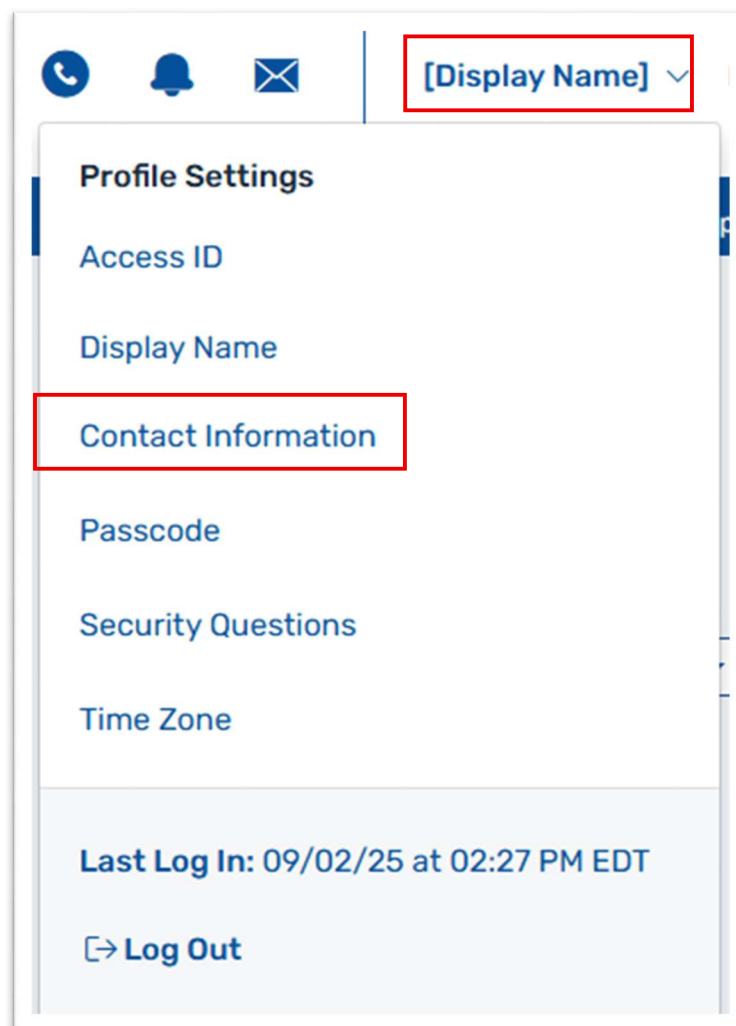 [Display Name]
Profile Settings
Access ID
Display Name
Contact Information
Passcode
Security Questions
Time Zone
Last Log In: 09/02/25 at 02:27 PM EDT
Log Out